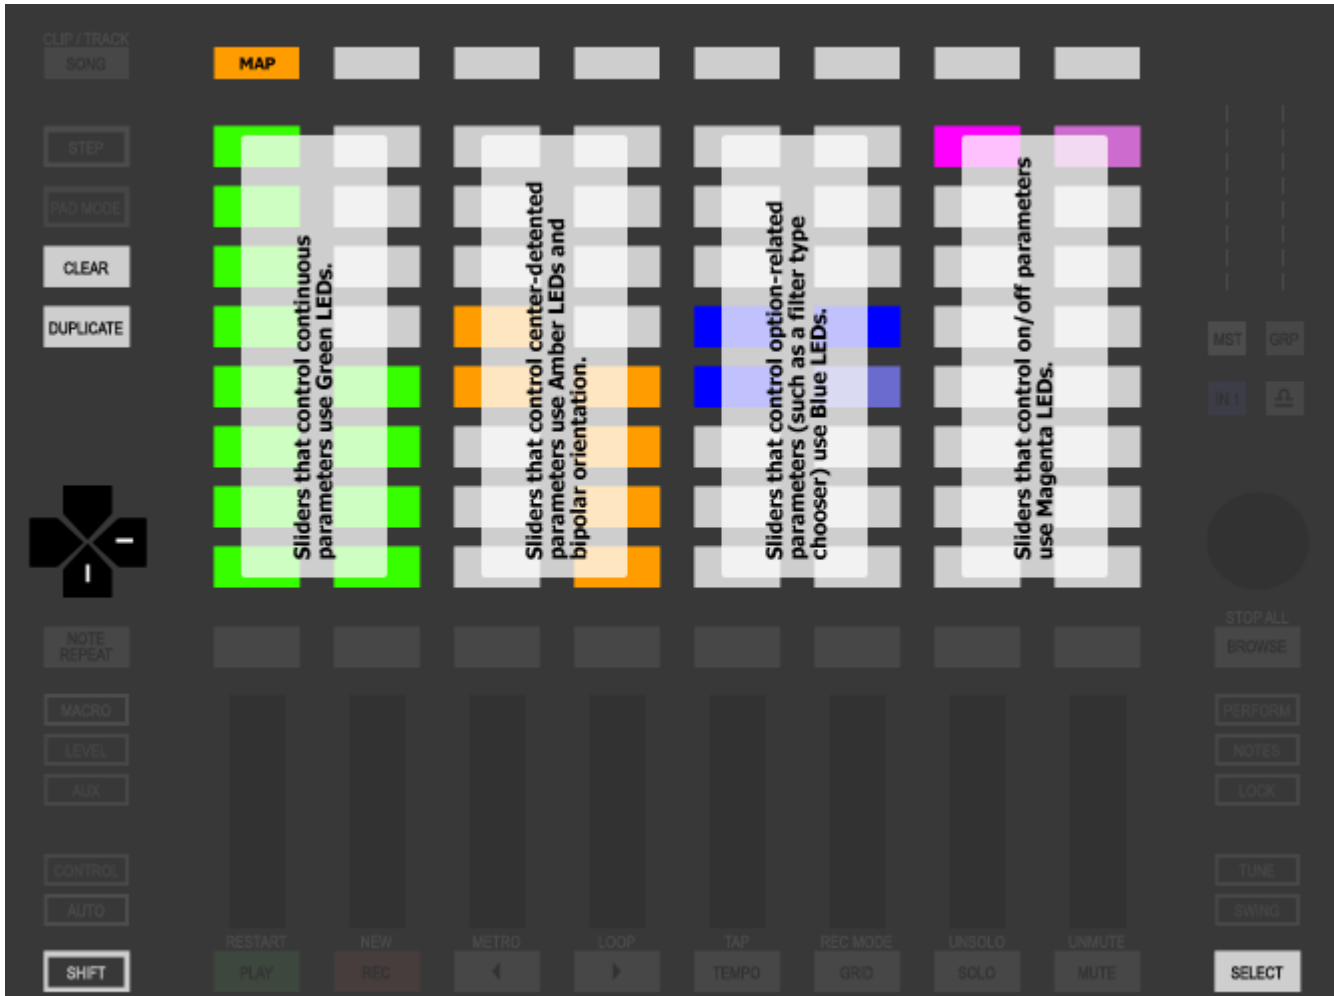 CLIP / TRACK
SONG
MAP
STEP
PAD MODE
CLEAR
DUPLICATE
Sliders that control continuous
parameters use Green LEDs.
Sliders that control center-detented
parameters use Amber LEDs and
bipolar orientation.
Sliders that control option-related
parameters (such as a filter type
chooser) use Blue LEDs.
Sliders that control on/off parameters
use Magenta LEDs.
MST GRP
IN 1
NOTE
REPEAT
STOP ALL
BROWSE
MACRO
PERFORM
LEVEL
NOTES
AUX
LOCK
CONTROL
TUNE
AUTO
SWING
RESTART NEW METRO LOOP TAP REC MODE UNSOLO UNMUTE
SHIFT PLAY REC TEMPO GRID SOLO MUTE SELECT